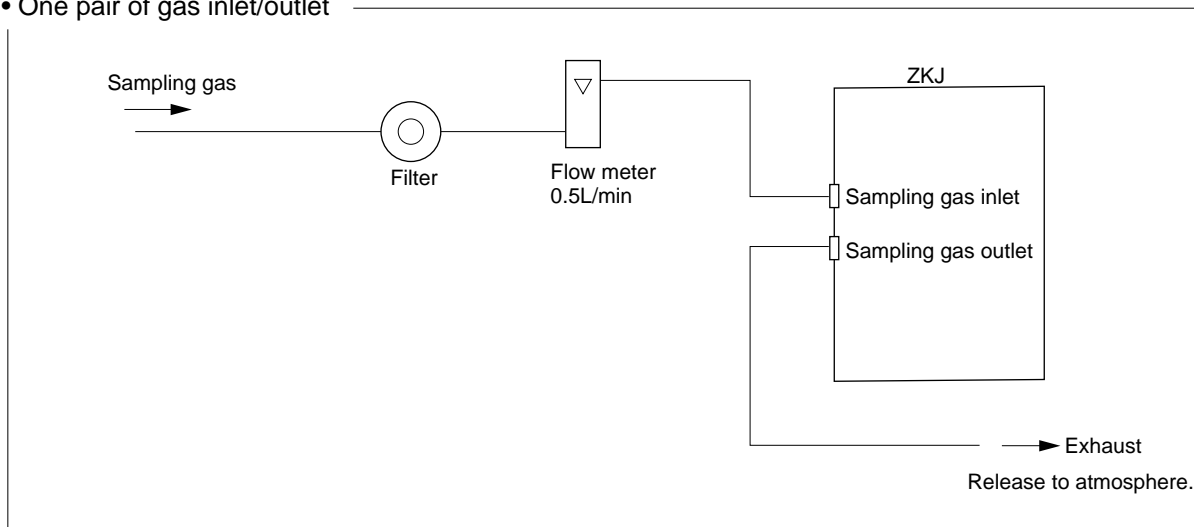 • One pair of gas inlet/outlet
Sampling gas
ZKJ
Filter
Flow meter
0.5L/min
Sampling gas inlet
Sampling gas outlet
Exhaust
Release to atmosphere.